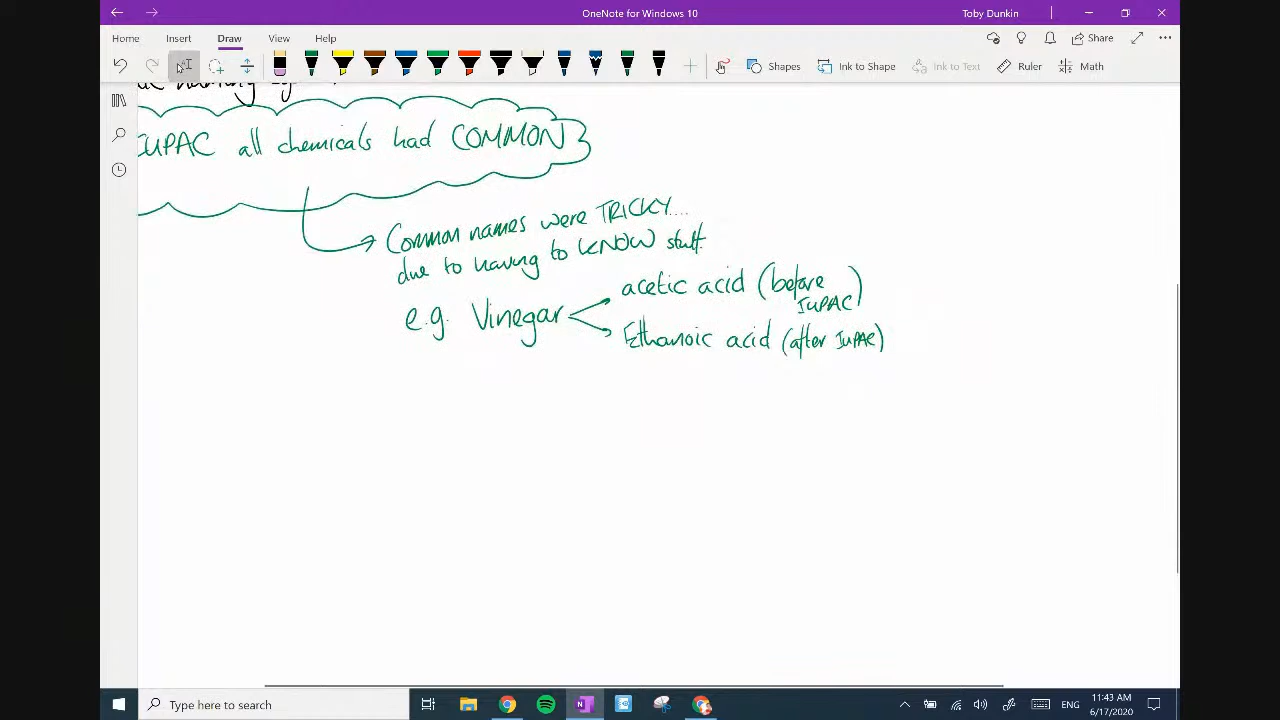 OneNote for Windows 10
Toby Dunkin
Home Insert Draw View Help
Share
Shapes Ink to Shape Ink to Text Ruler Math
IUPAC all chemicals had COMMON
Common names were TRICKY....
due to having to KNOW stuff.
e.g. Vinegar
acetic acid (before IUPAC)
Ethanoic acid (after IUPAC)
Type here to search
ENG
11:43 AM
6/17/2020